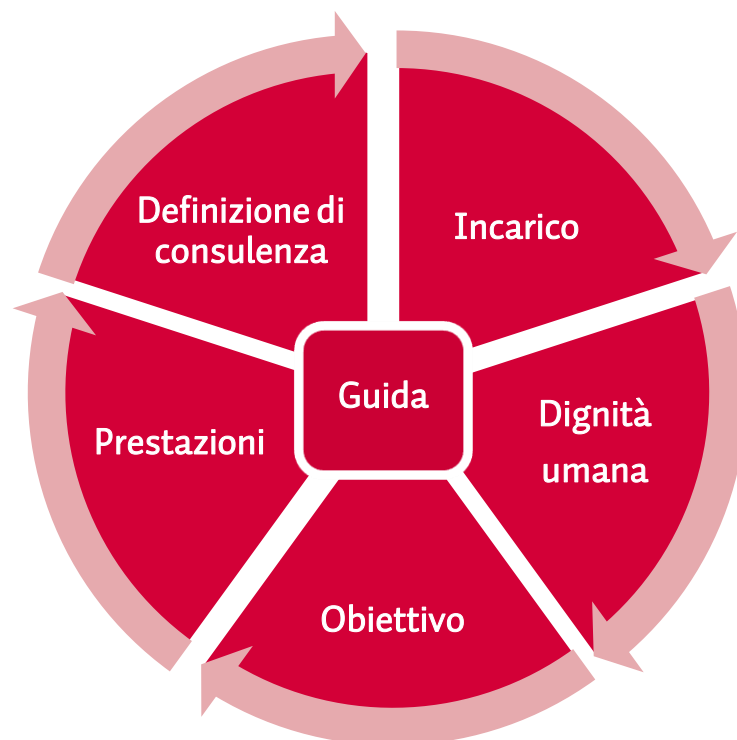 Definizione di
consulenza
Incarico
Guida
Dignità
umana
Prestazioni
Obiettivo